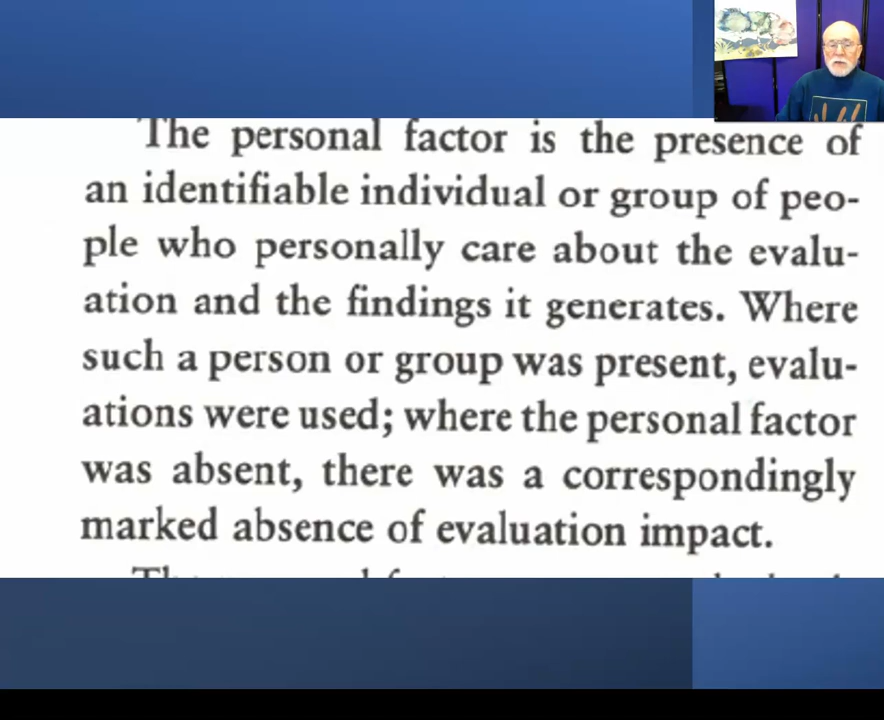 The personal factor is the presence of
an identifiable individual or group of peo-
ple who personally care about the evalu-
ation and the findings it generates. Where
such a person or group was present, evalu-
ations were used; where the personal factor
was absent, there was a correspondingly
marked absence of evaluation impact.